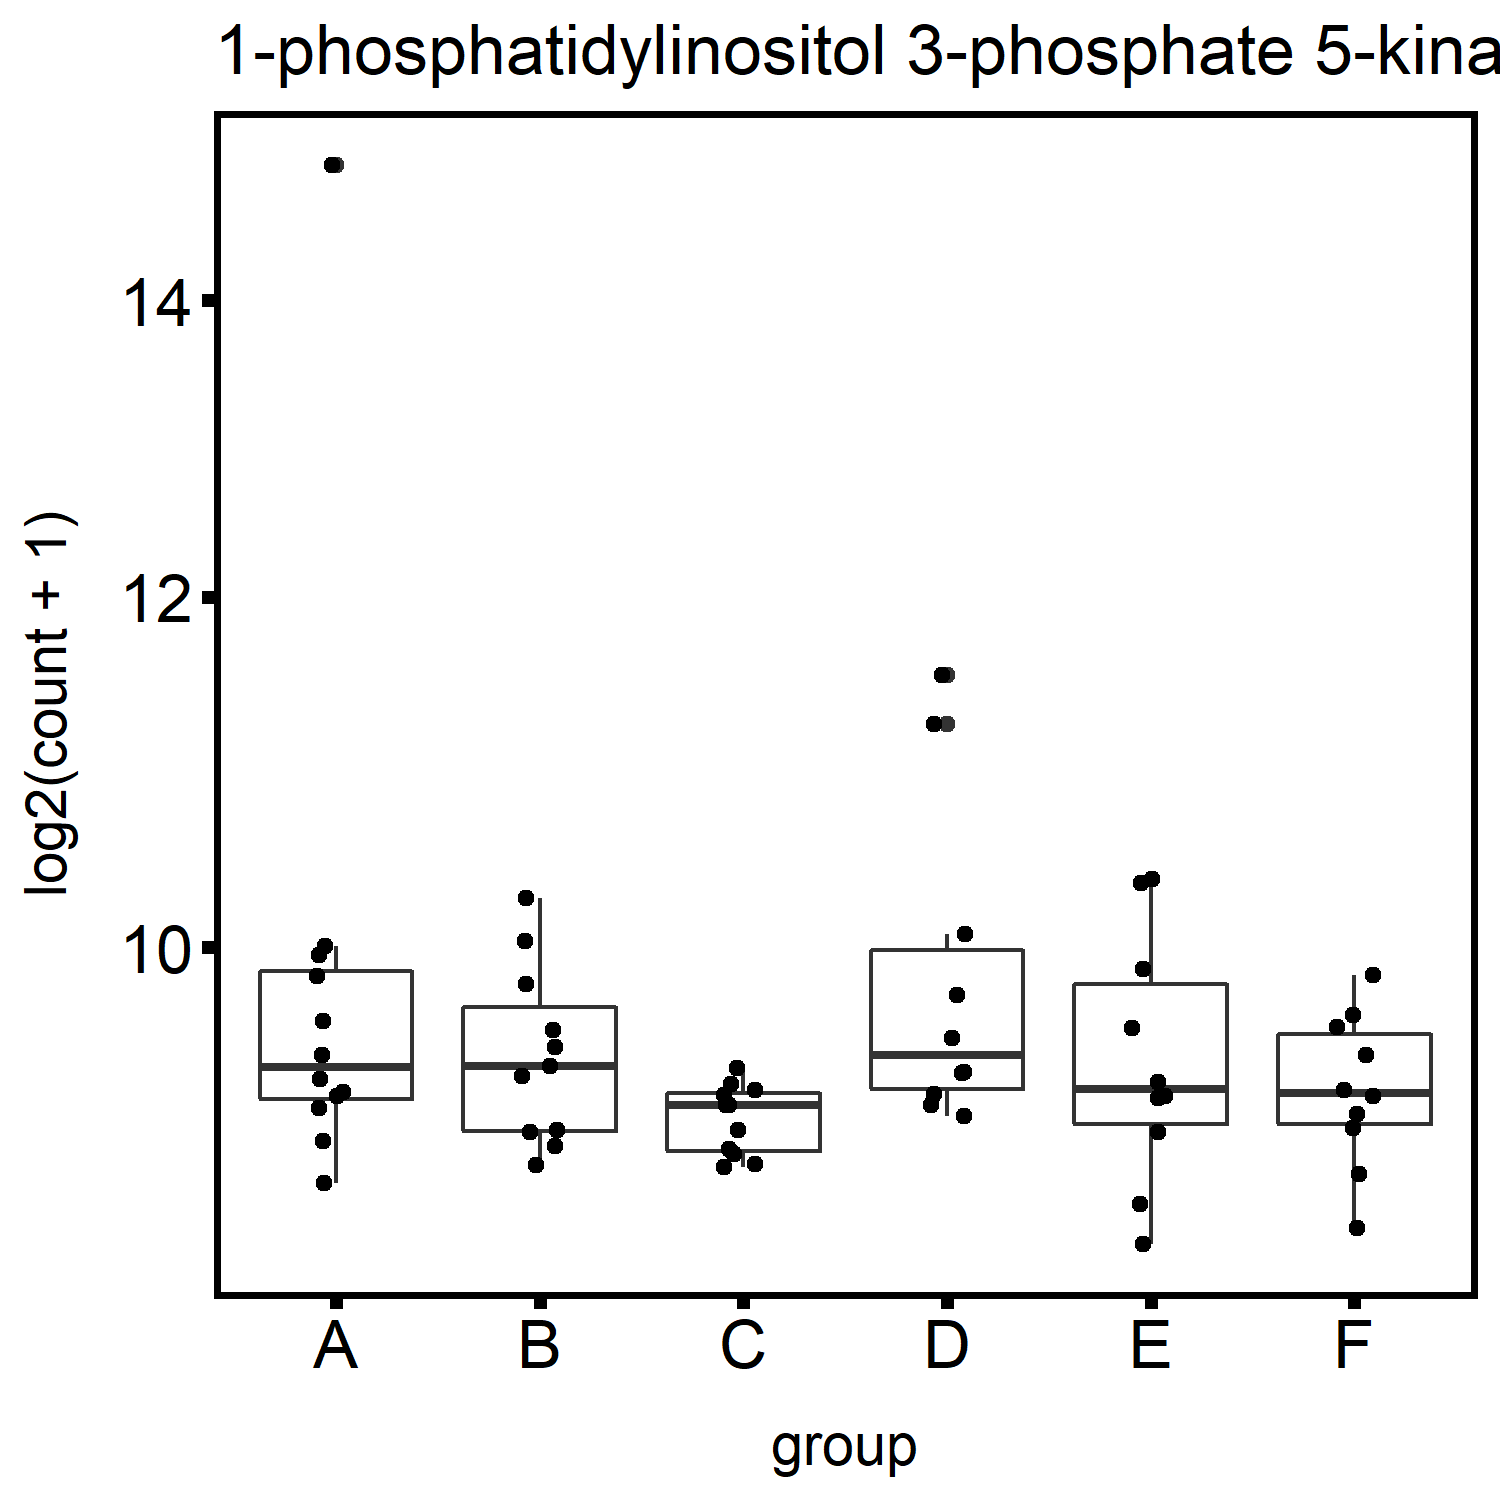 1-phosphatidylinositol 3-phosphate 5-kina
14
12
10
log2(count + 1)
A B C D E F
group